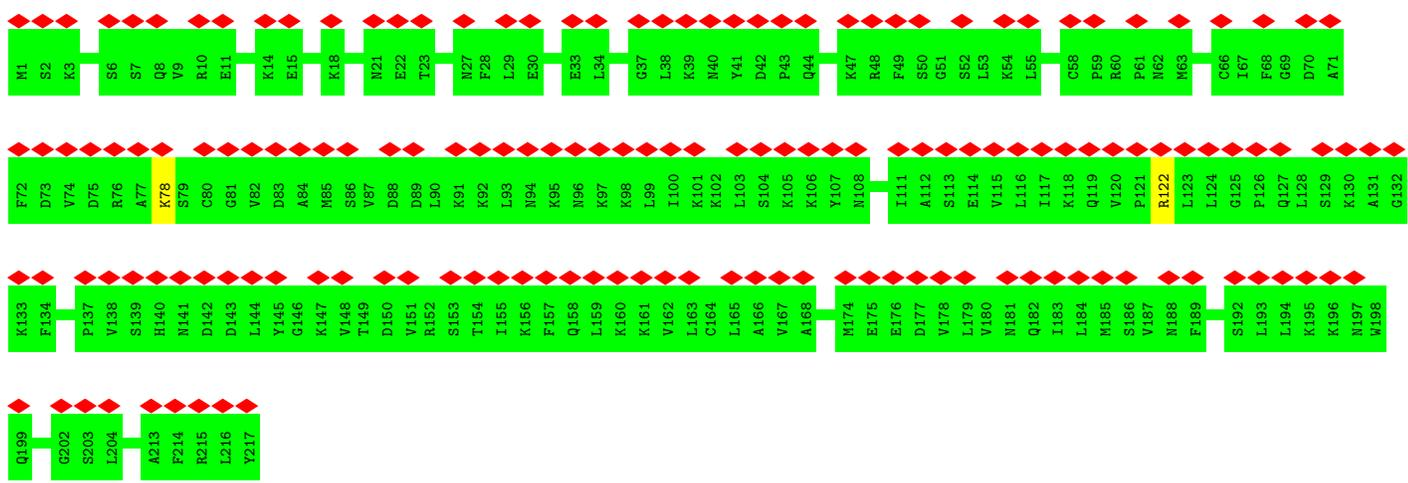 M1 S2 K3 S6 S7 Q8 V9 R10 E11 K14 E15 K18 N21 E22 T23 N27 F28 L29 E30 E33 L34 G37 L38 K39 N40 Y41 D42 P43 Q44 K47 R48 F49 S50 G51 S52 L53 K54 L55 C58 P59 R60 P61 N62 M63 C66 I67 F68 G69 D70 A71
F72 D73 V74 D75 R76 A77 K78 S79 C80 G81 V82 D83 A84 M85 S86 V87 D88 D89 L90 K91 K92 L93 N94 K95 N96 K97 K98 L99 I100 K101 K102 L103 S104 K105 K106 Y107 N108 I111 A112 S113 E114 V115 L116 I117 K118 Q119 V120 P121 R122 L123 L124 G125 P126 Q127 L128 S129 K130 A131 G132
K133 F134 P137 V138 S139 H140 N141 D142 D143 L144 Y145 G146 K147 V148 T149 D150 V151 R152 S153 T154 I155 K156 F157 Q158 L159 K160 K161 V162 L163 C164 L165 A166 V167 A168 M174 E175 E176 D177 V178 L179 V180 N181 Q182 I183 L184 M185 S186 V187 N188 F189 S192 L193 L194 K195 K196 N197 W198
Q199 G202 S203 L204 A213 F214 R215 L216 Y217